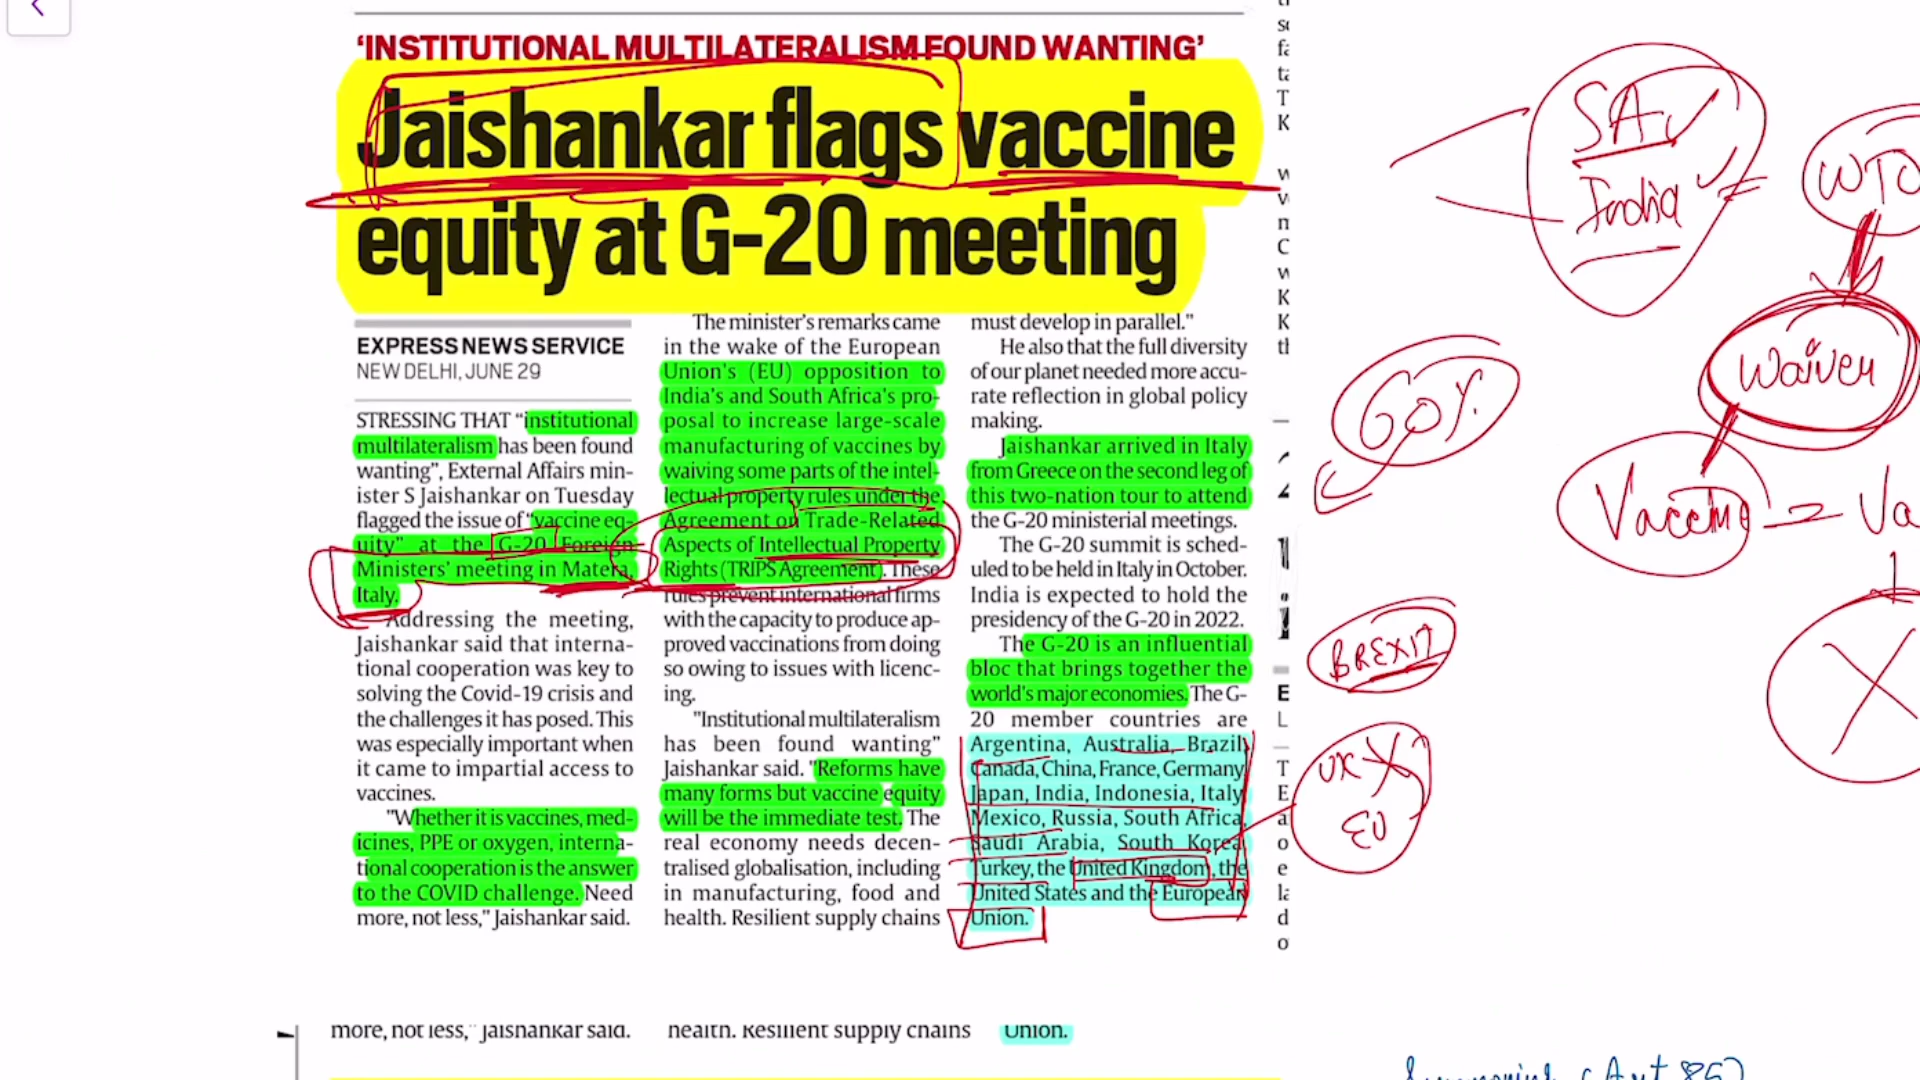 ‘INSTITUTIONAL MULTILATERALISM FOUND WANTING’
Jaishankar flags vaccine
equity at G-20 meeting
EXPRESS NEWS SERVICE
NEW DELHI, JUNE 29
STRESSING THAT “institutional
multilateralism has been found
wanting”, External Affairs min-
ister S Jaishankar on Tuesday
flagged the issue of “vaccine eq-
uity” at the G-20 Foreign
Ministers’ meeting in Matera,
Italy.
Addressing the meeting,
Jaishankar said that interna-
tional cooperation was key to
solving the Covid-19 crisis and
the challenges it has posed. This
was especially important when
it came to impartial access to
vaccines.
"Whether it is vaccines, med-
icines, PPE or oxygen, interna-
tional cooperation is the answer
to the COVID challenge. Need
more, not less," Jaishankar said.
The minister’s remarks came
in the wake of the European
Union's (EU) opposition to
India's and South Africa's pro-
posal to increase large-scale
manufacturing of vaccines by
waiving some parts of the intel-
lectual property rules under the
Agreement on Trade-Related
Aspects of Intellectual Property
Rights (TRIPS Agreement). These
rules prevent international firms
with the capacity to produce ap-
proved vaccinations from doing
so owing to issues with licenc-
ing.
"Institutional multilateralism
has been found wanting”
Jaishankar said. "Reforms have
many forms but vaccine equity
will be the immediate test. The
real economy needs decen-
tralised globalisation, including
in manufacturing, food and
health. Resilient supply chains
must develop in parallel."
He also that the full diversity
of our planet needed more accu-
rate reflection in global policy
making.
Jaishankar arrived in Italy
from Greece on the second leg of
this two-nation tour to attend
the G-20 ministerial meetings.
The G-20 summit is sched-
uled to be held in Italy in October.
India is expected to hold the
presidency of the G-20 in 2022.
The G-20 is an influential
bloc that brings together the
world's major economies. The G-
20 member countries are
Argentina, Australia, Brazil,
Canada, China, France, Germany,
Japan, India, Indonesia, Italy,
Mexico, Russia, South Africa,
Saudi Arabia, South Korea,
Turkey, the United Kingdom, the
United States and the European
Union.
SA
India
WTO
Waiver
60%
Vaccine = Va
BREXIT
UK X
EU
more, not less," Jaishankar said.
health. Resilient supply chains
Union.